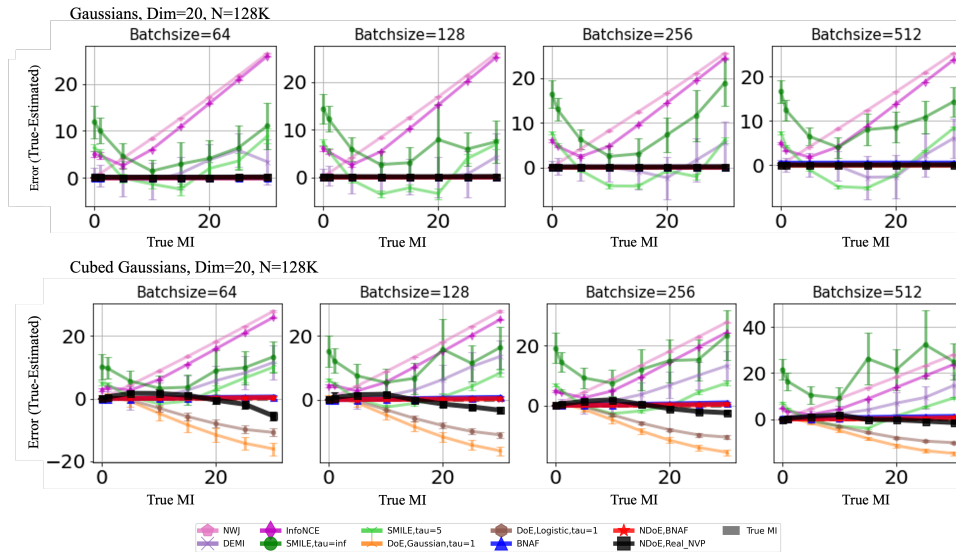 Gaussians, Dim=20, N=128K
Batchsize=64 Batchsize=128 Batchsize=256 Batchsize=512
Error (True-Estimated)
20 20 20 20
10 10 10 10
0 0 0 0
0 20 0 20 0 20 0 20
True MI True MI True MI True MI
Cubed Gaussians, Dim=20, N=128K
Batchsize=64 Batchsize=128 Batchsize=256 Batchsize=512
Error (True-Estimated)
20 20 20 40
0 0 0 20
−20 0
0 20 0 20 0 20 0 20
True MI True MI True MI True MI
NWJ InfoNCE SMILE,tau=5 DoE,Logistic,tau=1 NDoE,BNAF True MI
DEMI SMILE,tau=inf DoE,Gaussian,tau=1 BNAF NDoE,Real_NVP